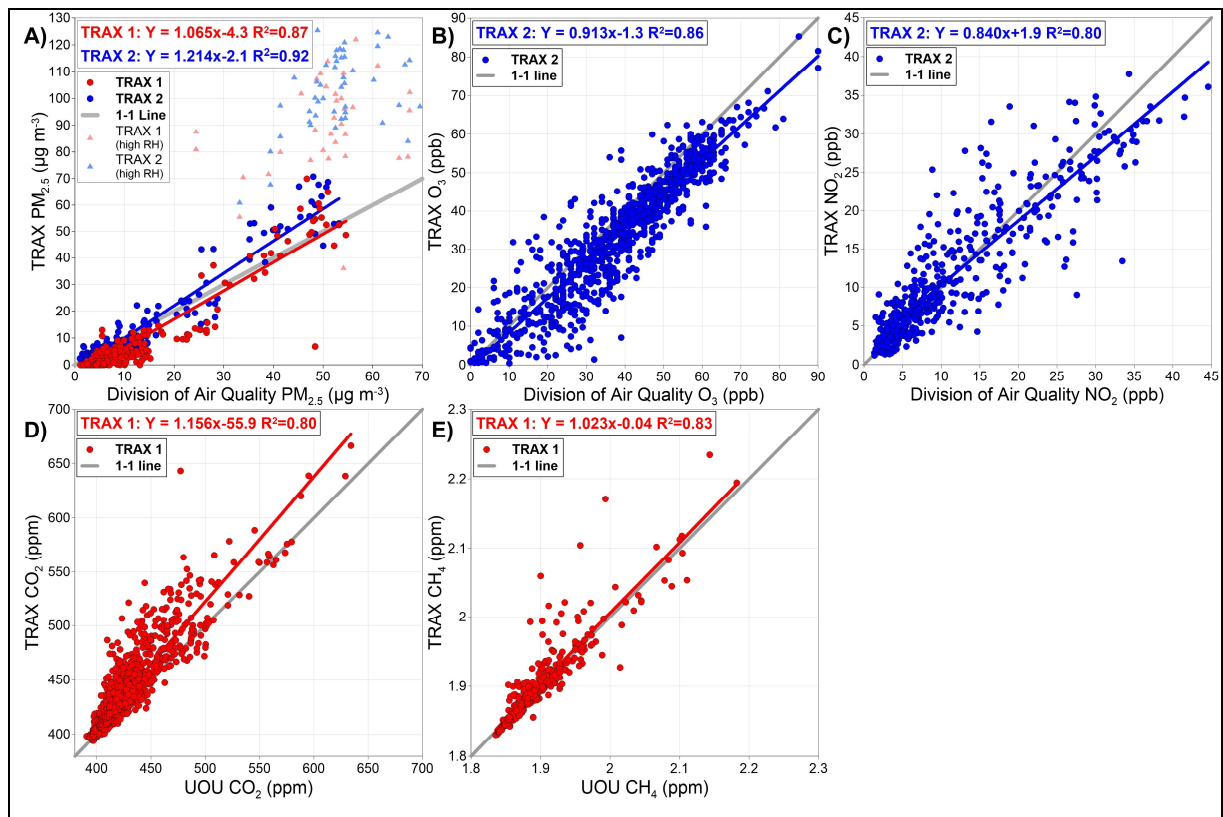 A)
TRAX 1: Y = 1.065x-4.3 R²=0.87
TRAX 2: Y = 1.214x-2.1 R²=0.92
TRAX 1
TRAX 2
1-1 Line
TRAX 1
(high RH)
TRAX 2
(high RH)
TRAX PM2.5 (µg m-3)
130
120
110
100
90
80
70
60
50
40
30
20
10
0
0 10 20 30 40 50 60 70
Division of Air Quality PM2.5 (µg m-3)
B)
TRAX 2: Y = 0.913x-1.3 R²=0.86
TRAX 2
1-1 line
TRAX O3 (ppb)
90
80
70
60
50
40
30
20
10
0
0 10 20 30 40 50 60 70 80 90
Division of Air Quality O3 (ppb)
C)
TRAX 2: Y = 0.840x+1.9 R²=0.80
TRAX 2
1-1 line
TRAX NO2 (ppb)
45
40
35
30
25
20
15
10
5
0
0 5 10 15 20 25 30 35 40 45
Division of Air Quality NO2 (ppb)
D)
TRAX 1: Y = 1.156x-55.9 R²=0.80
TRAX 1
1-1 line
TRAX CO2 (ppm)
700
600
550
500
450
400
400 450 500 550 600 650 700
UOU CO2 (ppm)
E)
TRAX 1: Y = 1.023x-0.04 R²=0.83
TRAX 1
1-1 line
TRAX CH4 (ppm)
2.3
2.2
2.1
2
1.9
1.8
1.8 1.9 2 2.1 2.2 2.3
UOU CH4 (ppm)